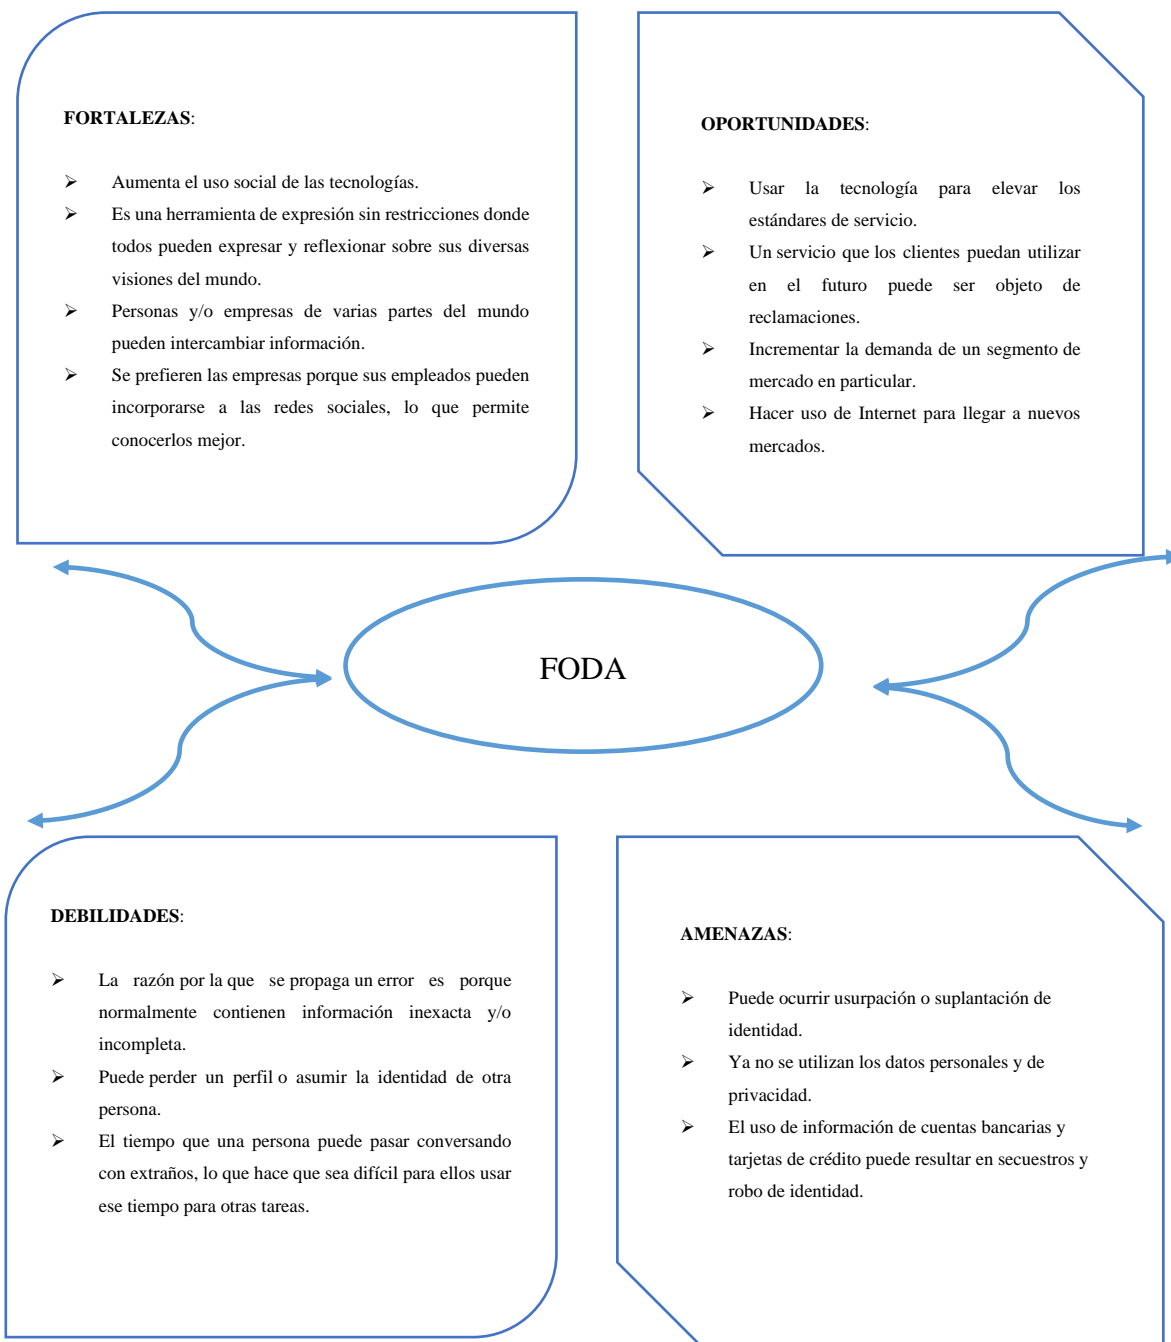 FORTALEZAS:
➢ Aumenta el uso social de las tecnologías.
➢ Es una herramienta de expresión sin restricciones donde
todos pueden expresar y reflexionar sobre sus diversas
visiones del mundo.
➢ Personas y/o empresas de varias partes del mundo
pueden intercambiar información.
➢ Se prefieren las empresas porque sus empleados pueden
incorporarse a las redes sociales, lo que permite
conocerlos mejor.
OPORTUNIDADES:
➢ Usar la tecnología para elevar los
estándares de servicio.
➢ Un servicio que los clientes puedan utilizar
en el futuro puede ser objeto de
reclamaciones.
➢ Incrementar la demanda de un segmento de
mercado en particular.
➢ Hacer uso de Internet para llegar a nuevos
mercados.
FODA
DEBILIDADES:
➢ La razón por la que se propaga un error es porque
normalmente contienen información inexacta y/o
incompleta.
➢ Puede perder un perfil o asumir la identidad de otra
persona.
➢ El tiempo que una persona puede pasar conversando
con extraños, lo que hace que sea difícil para ellos usar
ese tiempo para otras tareas.
AMENAZAS:
➢ Puede ocurrir usurpación o suplantación de
identidad.
➢ Ya no se utilizan los datos personales y de
privacidad.
➢ El uso de información de cuentas bancarias y
tarjetas de crédito puede resultar en secuestros y
robo de identidad.